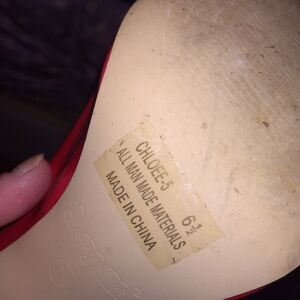 CHLOEE-5 6½
ALL MAN MADE MATERIALS
MADE IN CHINA